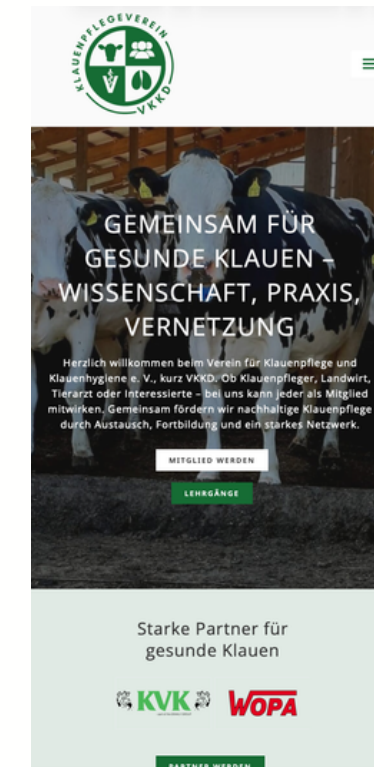 KLAUENPFLEGEVEREIN
VKKD
GEMEINSAM FÜR
GESUNDE KLAUEN –
WISSENSCHAFT, PRAXIS,
VERNETZUNG
Herzlich willkommen beim Verein für Klauenpflege und
Klauenhygiene e. V., kurz VKKD. Ob Klauenpfleger, Landwirt,
Tierarzt oder Interessierte – bei uns kann jeder als Mitglied
mitwirken. Gemeinsam fördern wir nachhaltige Klauenpflege
durch Austausch, Fortbildung und ein starkes Netzwerk.
MITGLIED WERDEN
LEHRGÄNGE
Starke Partner für
gesunde Klauen
KVK
WOPA
PARTNER WERDEN